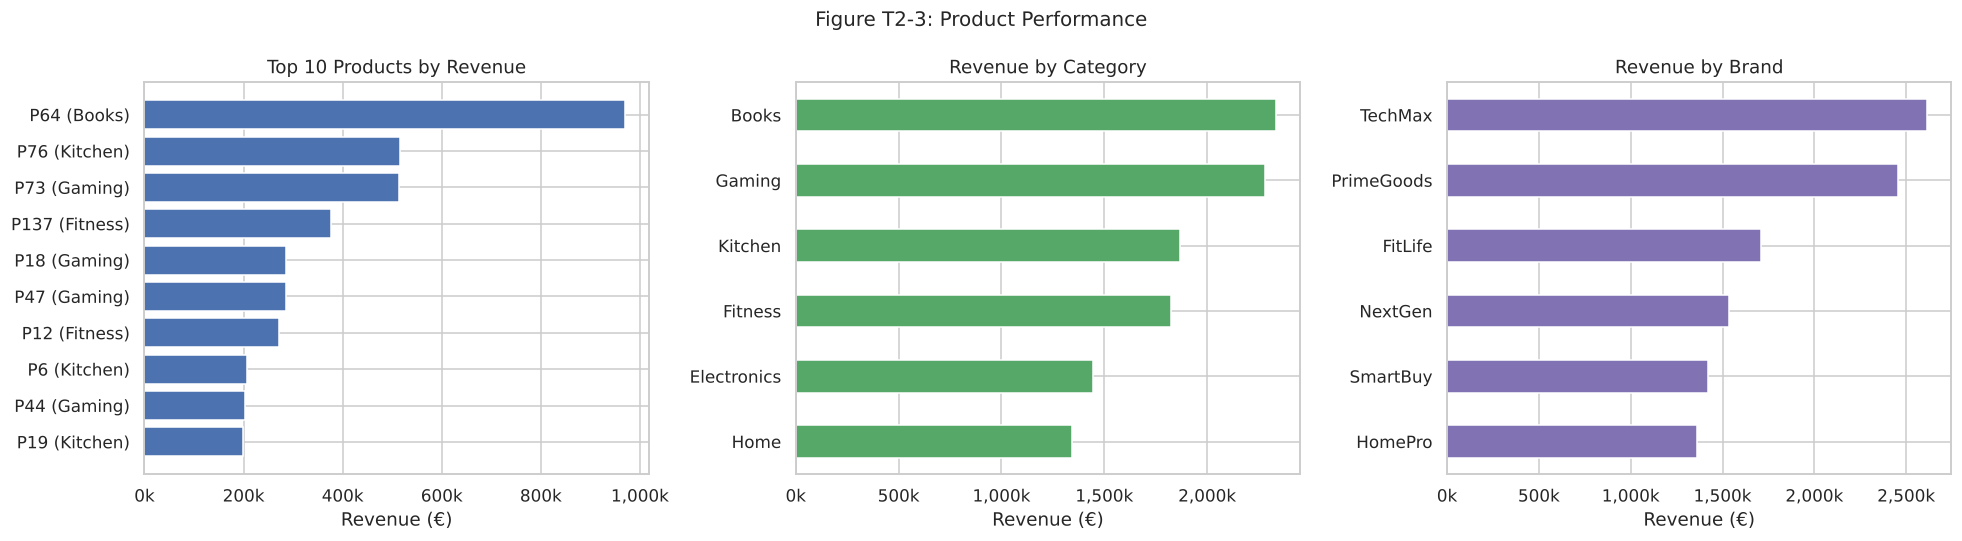 Figure T2-3: Product Performance
Top 10 Products by Revenue
P64 (Books)
P76 (Kitchen)
P73 (Gaming)
P137 (Fitness)
P18 (Gaming)
P47 (Gaming)
P12 (Fitness)
P6 (Kitchen)
P44 (Gaming)
P19 (Kitchen)
0k 200k 400k 600k 800k 1,000k
Revenue (€)
Revenue by Category
Books
Gaming
Kitchen
Fitness
Electronics
Home
0k 500k 1,000k 1,500k 2,000k
Revenue (€)
Revenue by Brand
TechMax
PrimeGoods
FitLife
NextGen
SmartBuy
HomePro
0k 500k 1,000k 1,500k 2,000k 2,500k
Revenue (€)